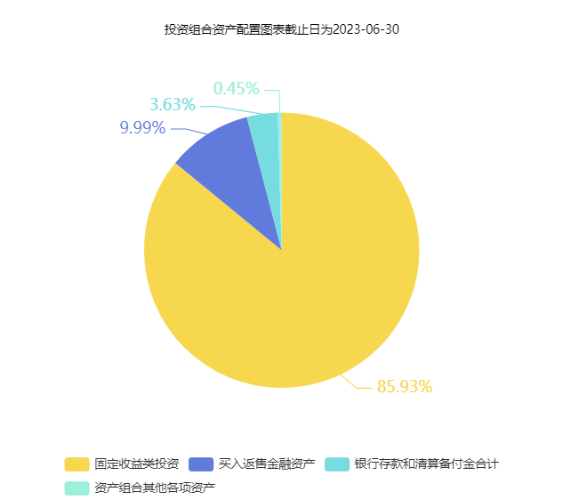 投资组合资产配置图表截止日为2023-06-30
0.45%
3.63%
9.99%
85.93%
固定收益类投资 买入返售金融资产 银行存款和清算备付金合计
资产组合其他各项资产